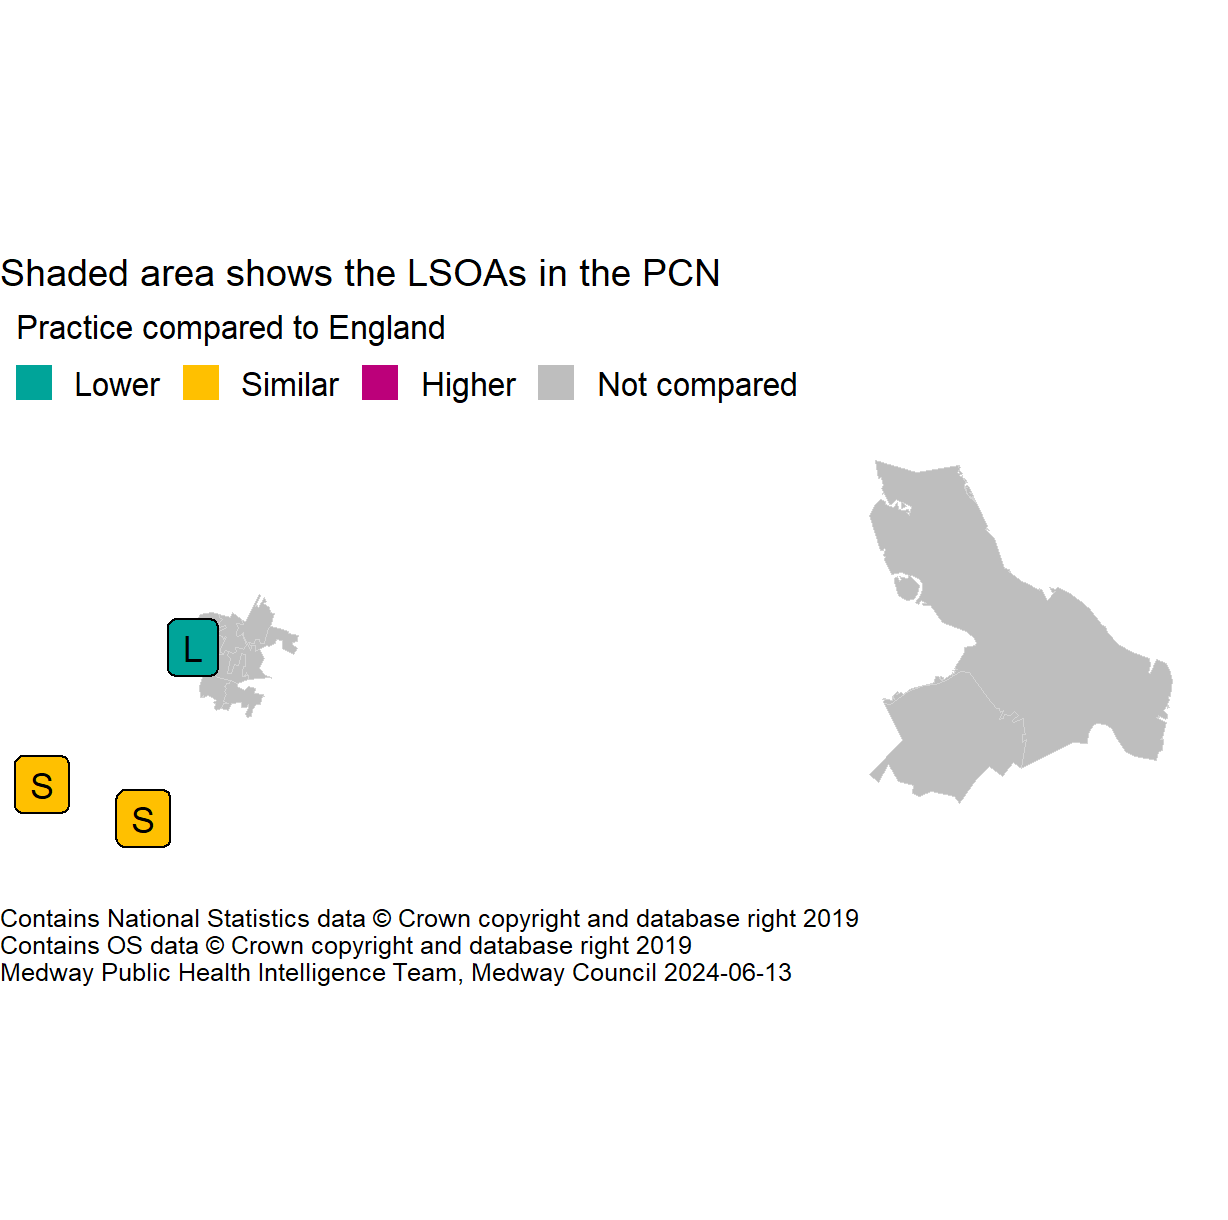 Shaded area shows the LSOAs in the PCN
Practice compared to England
Lower Similar Higher Not compared
L
S
S
Contains National Statistics data © Crown copyright and database right 2019
Contains OS data © Crown copyright and database right 2019
Medway Public Health Intelligence Team, Medway Council 2024-06-13